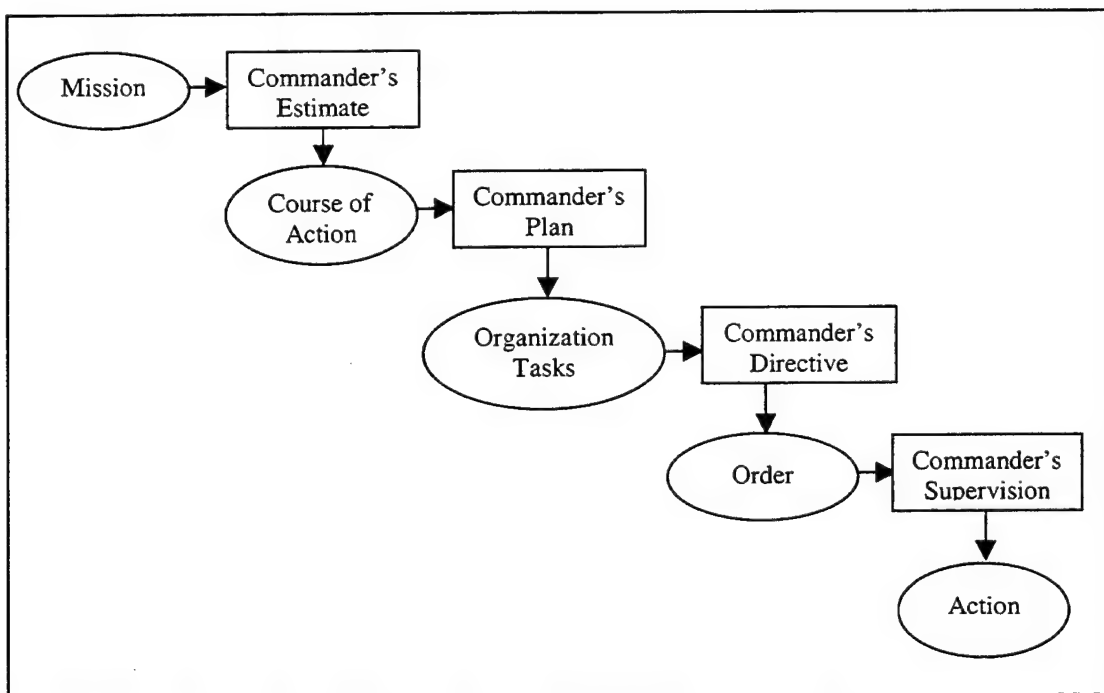 Mission
Commander's
Estimate
Course of
Action
Commander's
Plan
Organization
Tasks
Commander's
Directive
Order
Commander's
Supervision
Action